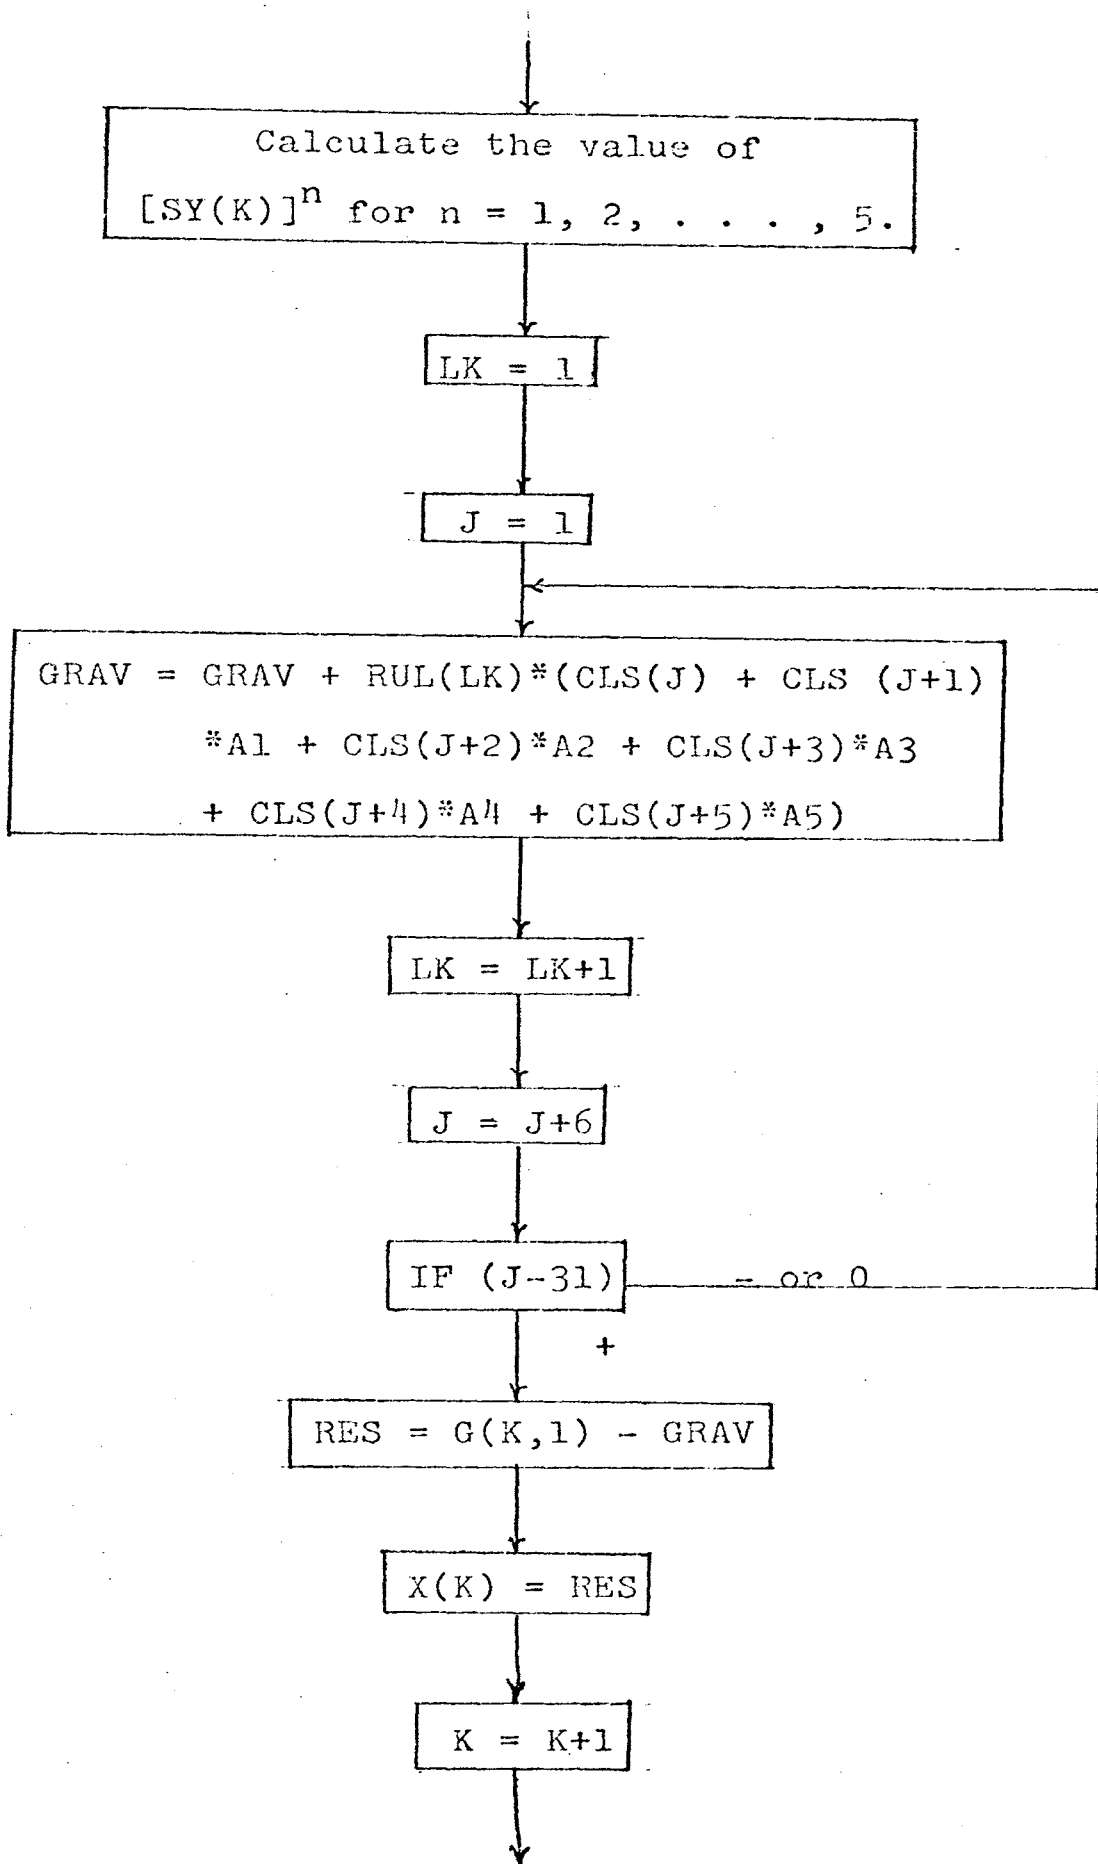 Calculate the value of
[SY(K)]^n for n = 1, 2, . . . , 5.
LK = 1
J = 1
GRAV = GRAV + RUL(LK)*(CLS(J) + CLS (J+1)
*A1 + CLS(J+2)*A2 + CLS(J+3)*A3
+ CLS(J+4)*A4 + CLS(J+5)*A5)
LK = LK+1
J = J+6
IF (J-31) - or 0
+
RES = G(K,1) - GRAV
X(K) = RES
K = K+1